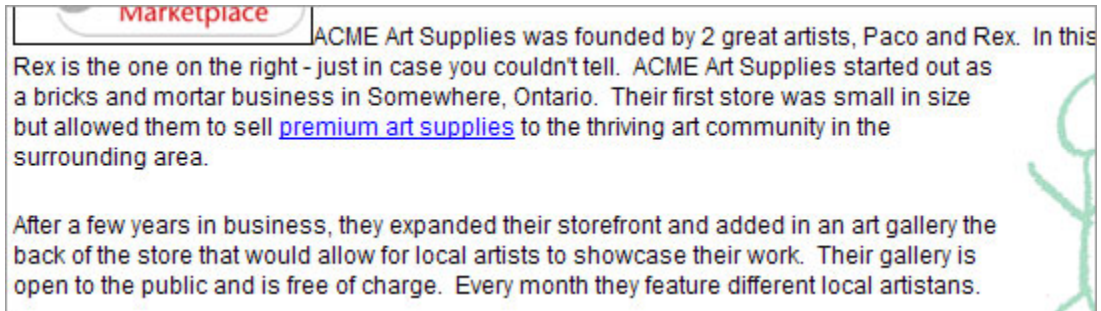 Marketplace
ACME Art Supplies was founded by 2 great artists, Paco and Rex.  In this
Rex is the one on the right - just in case you couldn't tell.  ACME Art Supplies started out as
a bricks and mortar business in Somewhere, Ontario.  Their first store was small in size
but allowed them to sell premium art supplies to the thriving art community in the
surrounding area.
After a few years in business, they expanded their storefront and added in an art gallery the
back of the store that would allow for local artists to showcase their work.  Their gallery is
open to the public and is free of charge.  Every month they feature different local artistans.